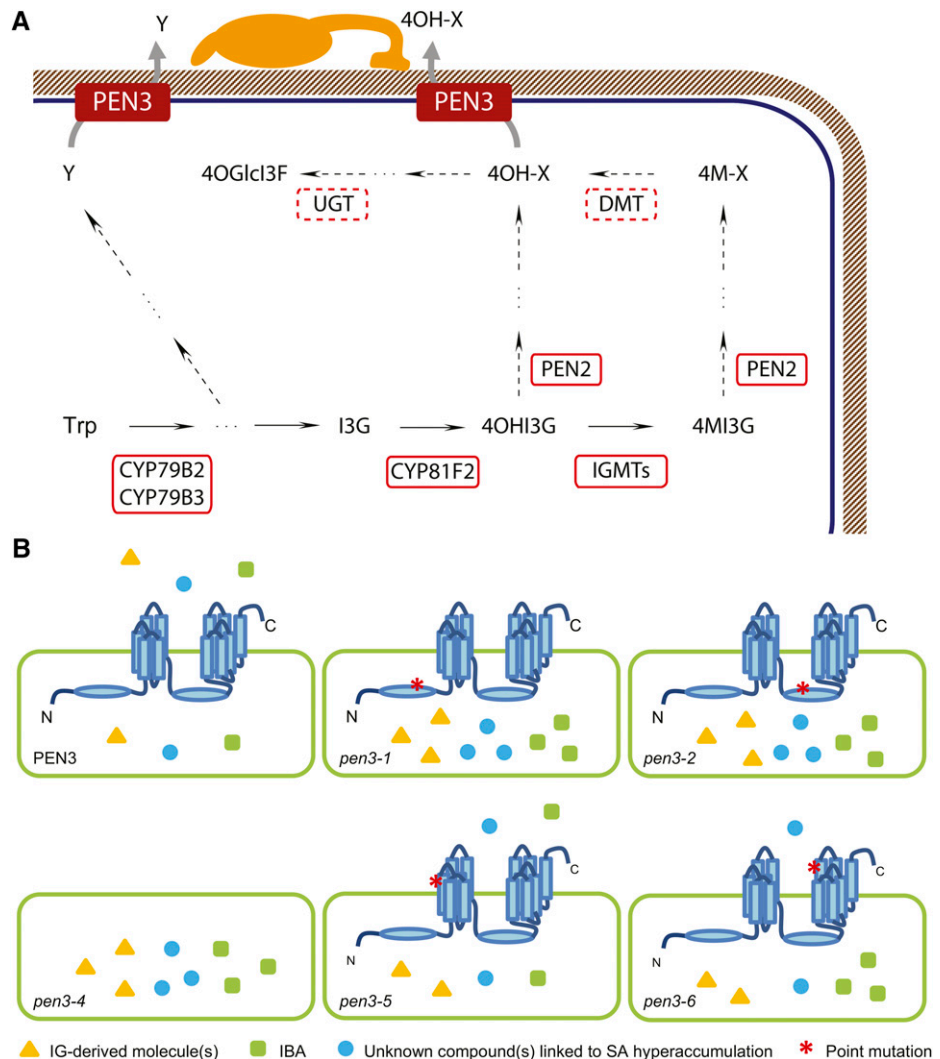 A
Y
4OH-X
PEN3
PEN3
Y
4OGlcI3F
4OH-X
4M-X
UGT
DMT
PEN2
PEN2
Trp
I3G
4OHI3G
4MI3G
CYP79B2
CYP79B3
CYP81F2
IGMTs
B
C
C
C
N
N
N
PEN3
pen3-1
pen3-2
C
C
N
N
pen3-4
pen3-5
pen3-6
IG-derived molecule(s)
IBA
Unknown compound(s) linked to SA hyperaccumulation
* Point mutation